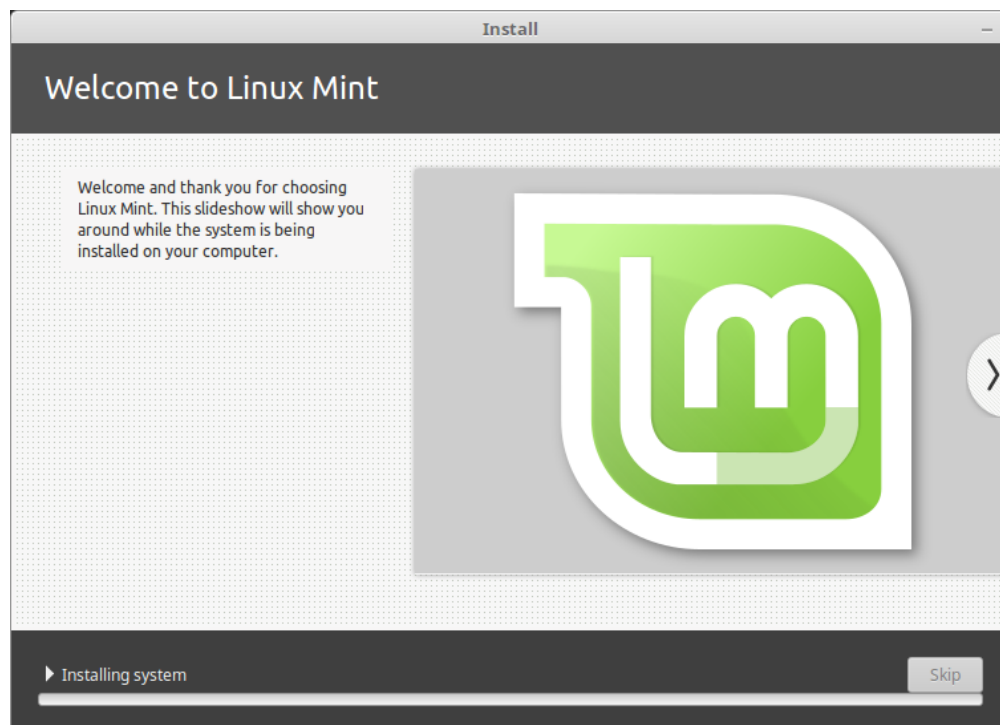 Install
Welcome to Linux Mint
Welcome and thank you for choosing
Linux Mint. This slideshow will show you
around while the system is being
installed on your computer.
lm
Installing system
Skip